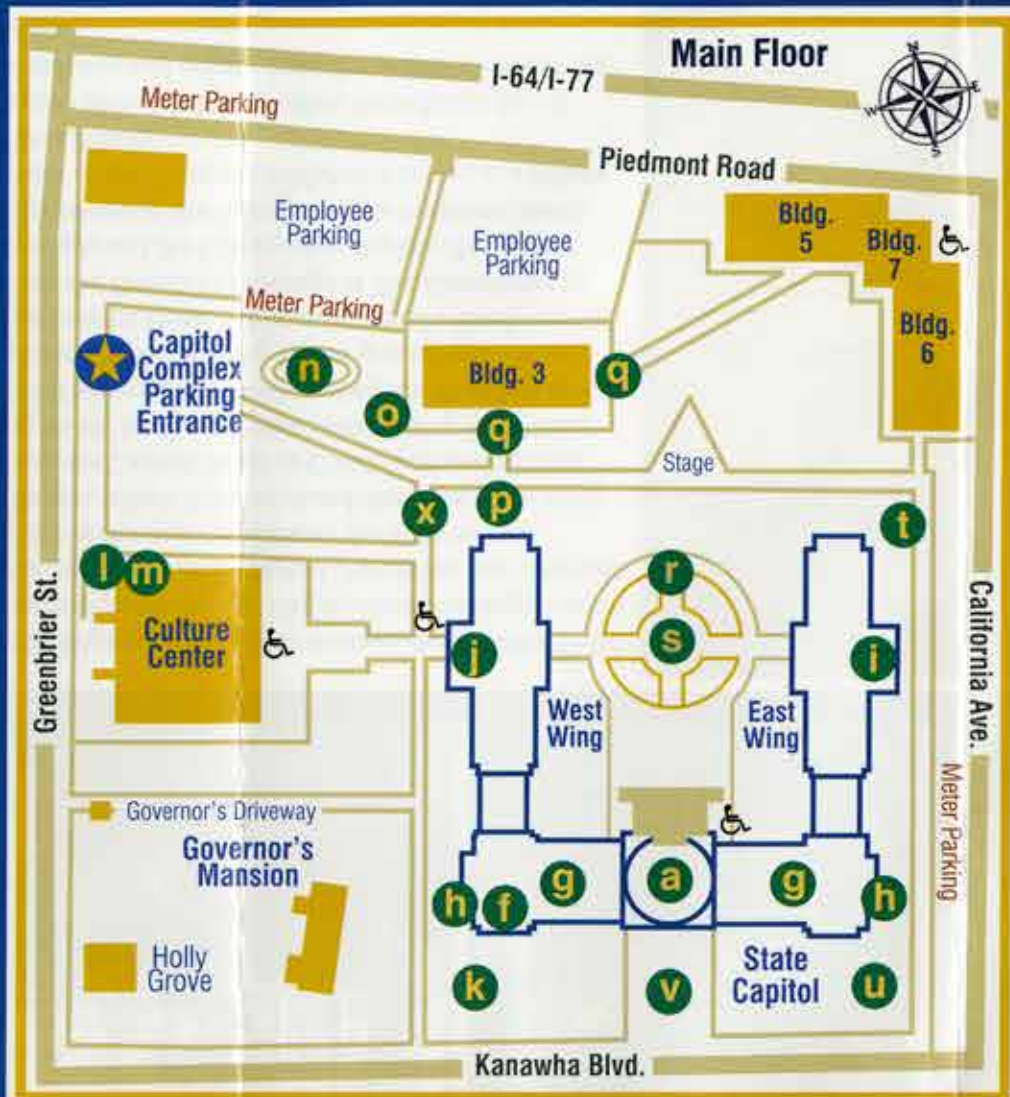 Main Floor
N
E
S
W
I-64/I-77
Meter Parking
Piedmont Road
Employee
Parking
Employee
Parking
Bldg.
5
Bldg.
7
Bldg.
6
Meter Parking
Capitol
Complex
Parking
Entrance
n
o
Bldg. 3
q
q
Stage
x
p
t
l
m
Culture
Center
r
s
j
i
Greenbrier St.
California Ave.
West
Wing
East
Wing
Meter Parking
Governor's Driveway
Governor's
Mansion
g
a
g
h
f
h
Holly
Grove
k
v
State
Capitol
u
Kanawha Blvd.